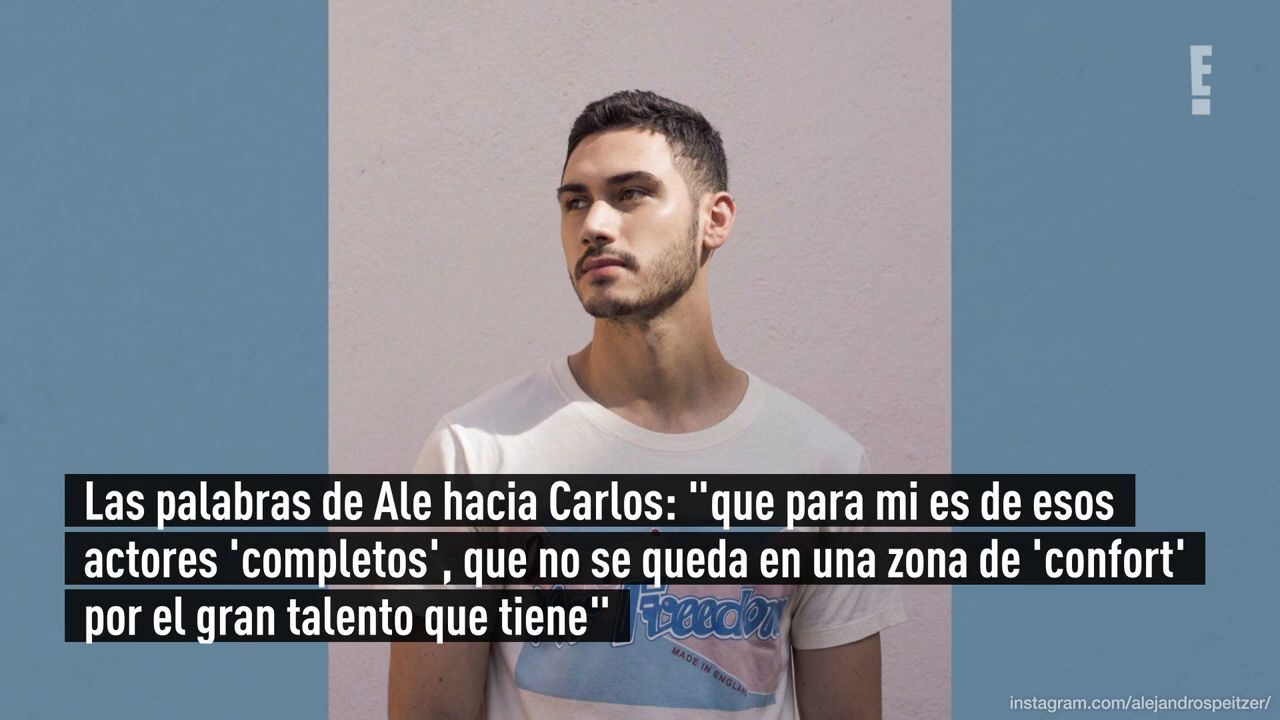 E!
Las palabras de Ale hacia Carlos: "que para mi es de esos
actores 'completos', que no se queda en una zona de 'confort'
por el gran talento que tiene"
Freedom
MADE IN ENGLAND
instagram.com/alejandrospeitzer/